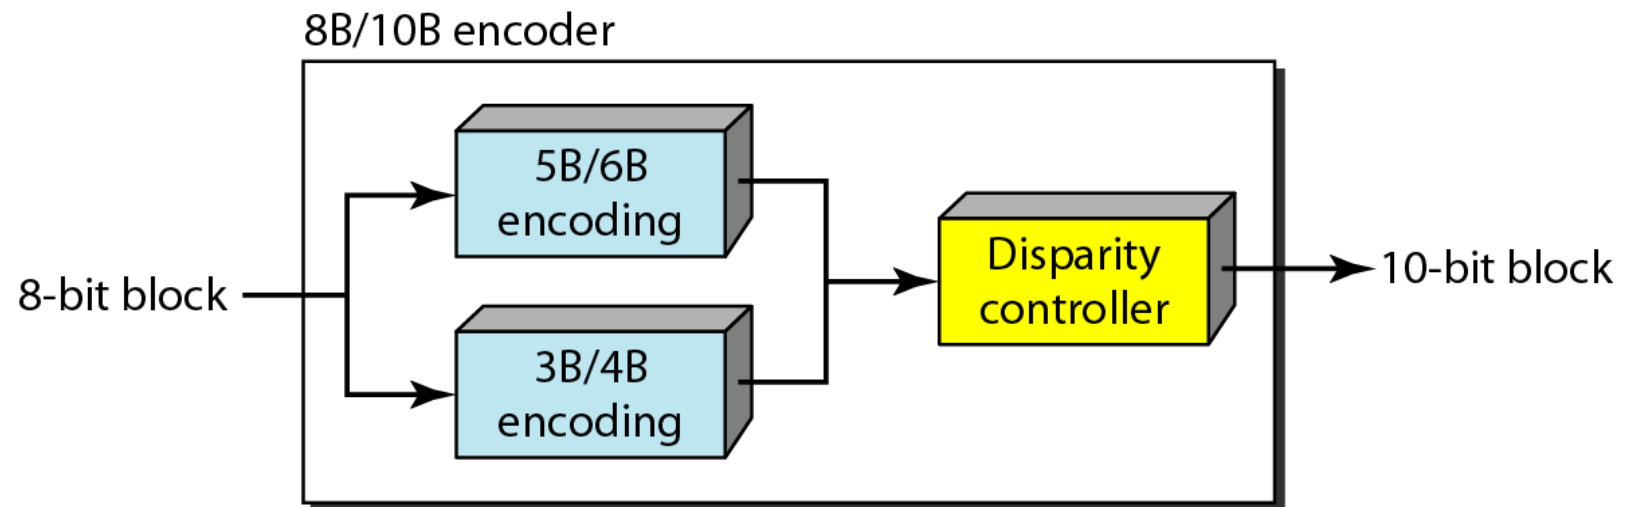 8B/10B encoder
5B/6B
encoding
8-bit block
3B/4B
encoding
Disparity
controller
10-bit block